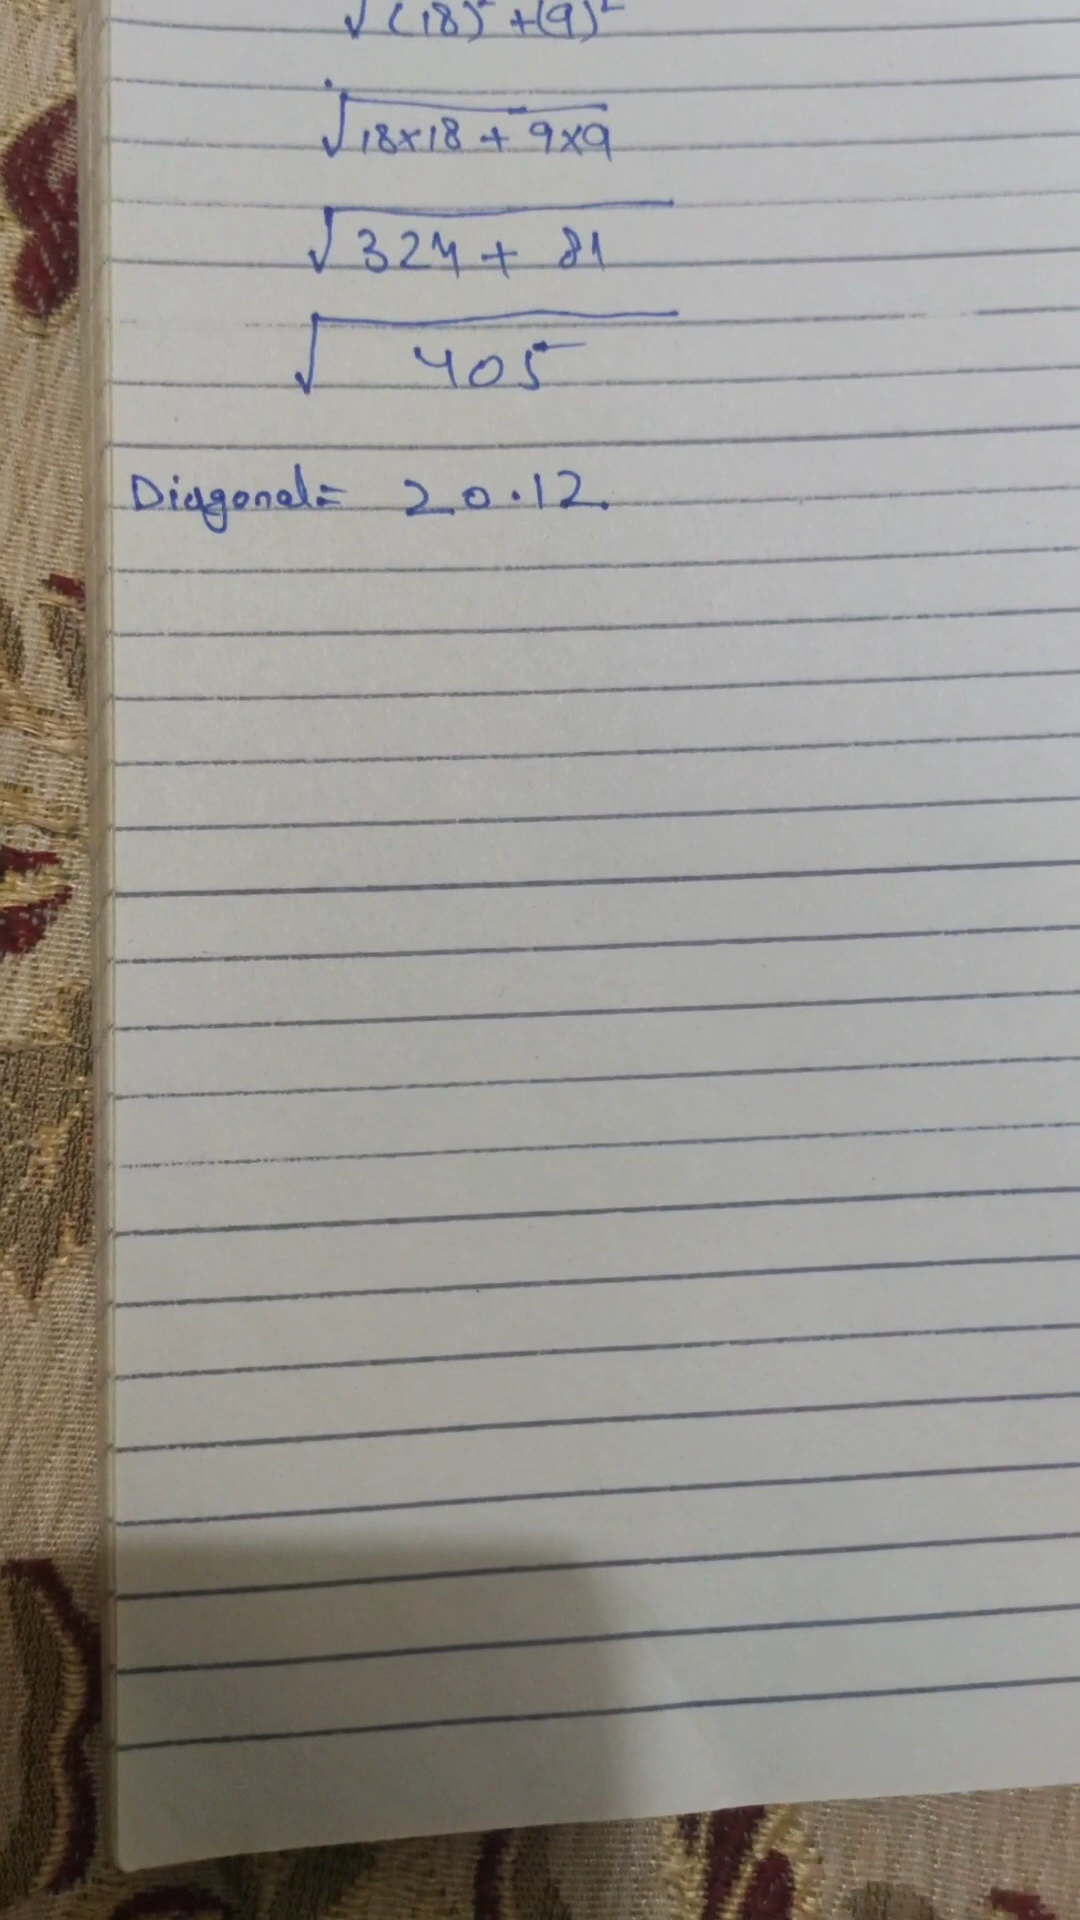 √(18)² + (9)²
√18×18 + 9×9
√324 + 81
√405
Diagonal = 20.12